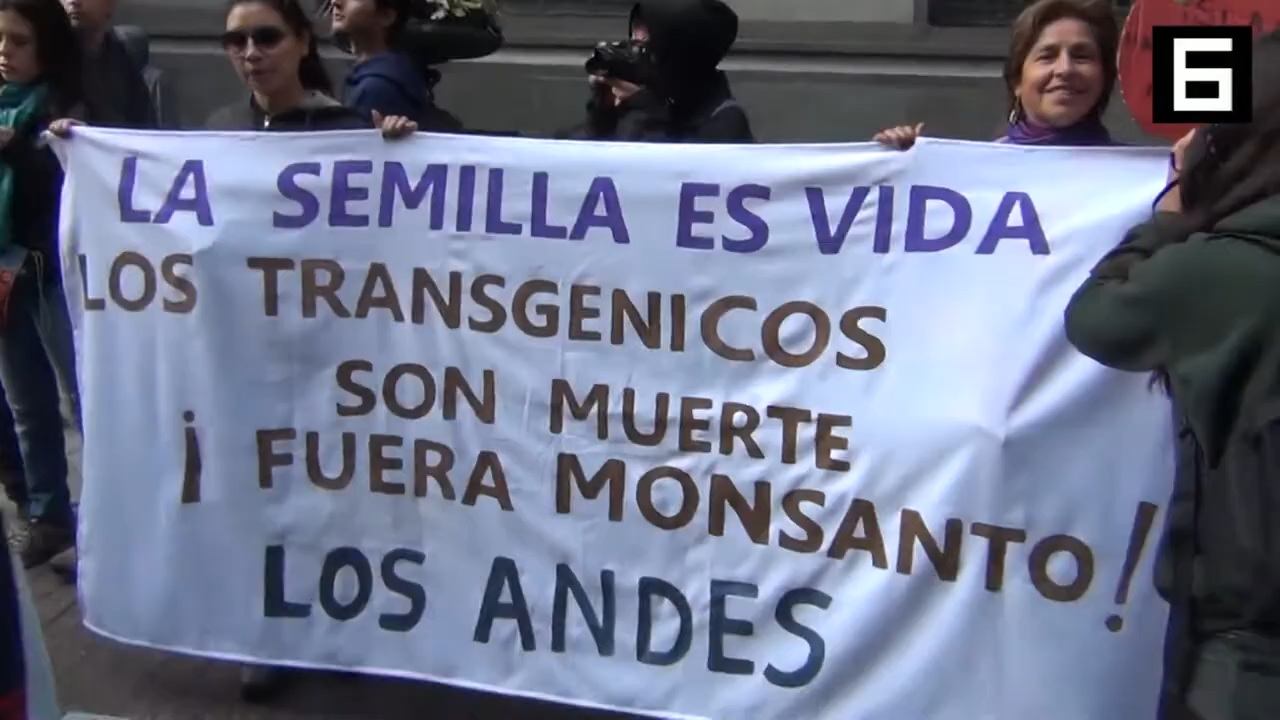 6
LA SEMILLA ES VIDA
LOS TRANSGENICOS
SON MUERTE
¡ FUERA MONSANTO!
LOS ANDES